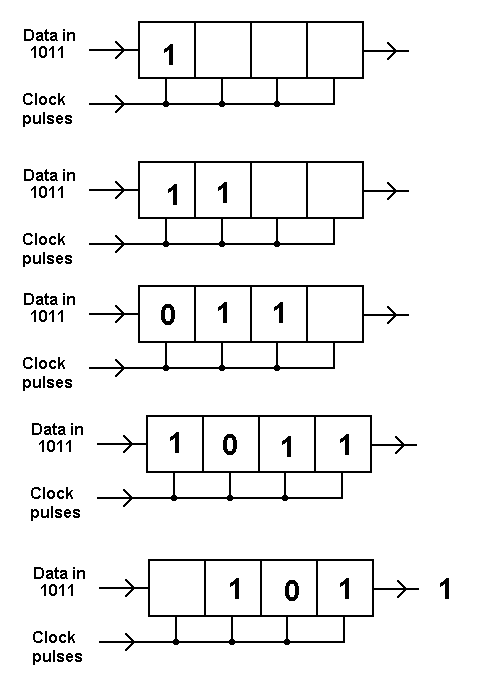 Data in
1011
1
Clock
pulses
Data in
1011
1 1
Clock
pulses
Data in
1011
0 1 1
Clock
pulses
Data in
1011
1 0 1 1
Clock
pulses
Data in
1011
1 0 1 1
Clock
pulses